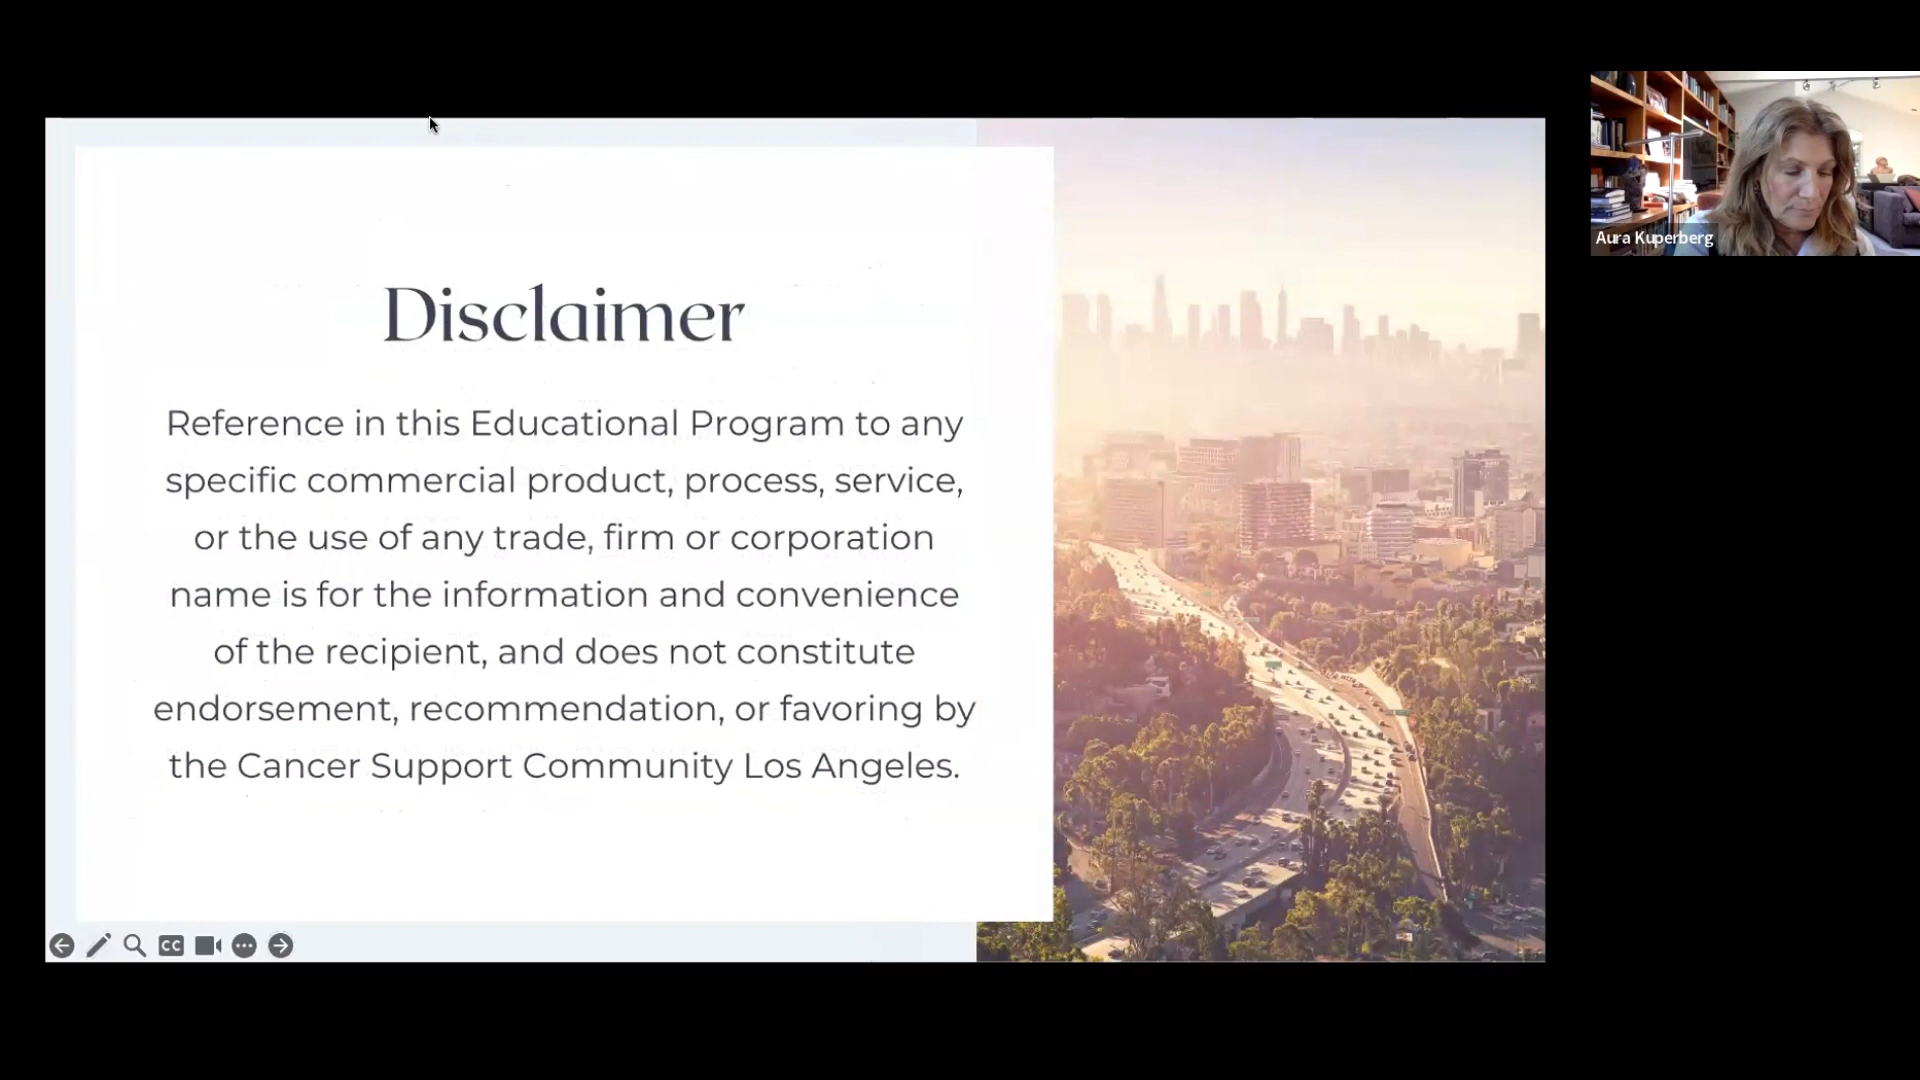 Disclaimer
Reference in this Educational Program to any
specific commercial product, process, service,
or the use of any trade, firm or corporation
name is for the information and convenience
of the recipient, and does not constitute
endorsement, recommendation, or favoring by
the Cancer Support Community Los Angeles.
CC
Aura Kuperberg